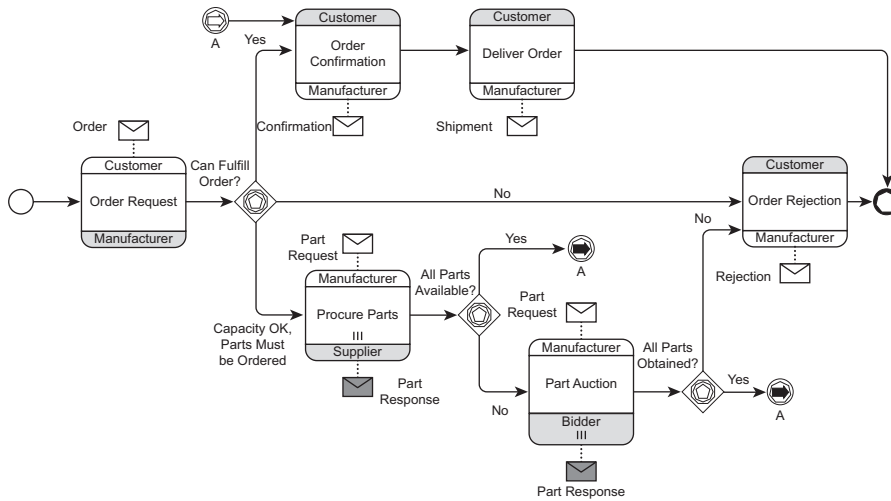 A
Yes
Customer
Order
Confirmation
Manufacturer
Confirmation
Customer
Deliver Order
Manufacturer
Shipment
Order
Customer
Order Request
Manufacturer
Can Fulfill
Order?
No
Customer
Order Rejection
Manufacturer
Rejection
Capacity OK,
Parts Must
be Ordered
Part
Request
Manufacturer
Procure Parts
Supplier
Part
Response
All Parts
Available?
Yes
A
No
Part
Request
Manufacturer
Part Auction
Bidder
Part Response
All Parts
Obtained?
No
Yes
A